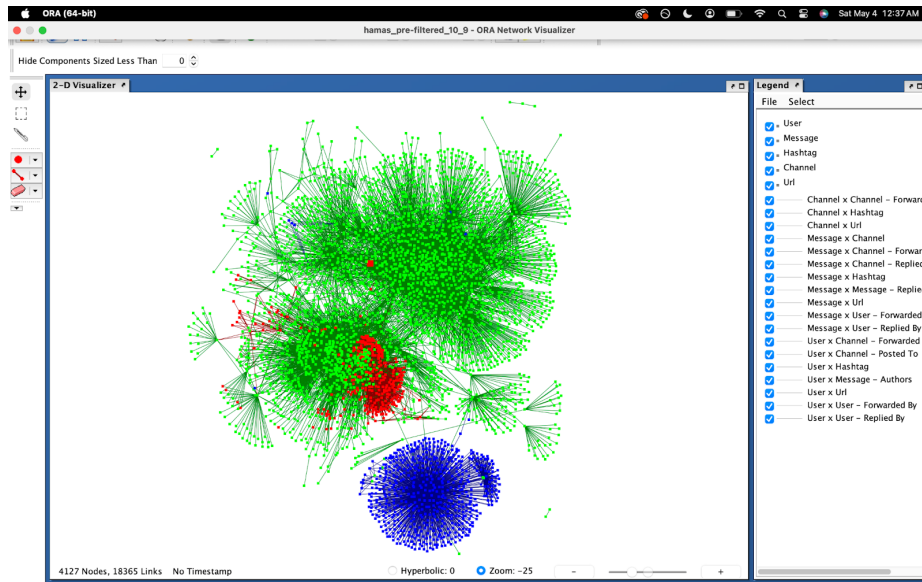 ORA (64-bit)
Sat May 4 12:37 AM
hamas_pre-filtered_10_9 - ORA Network Visualizer
Hide Components Sized Less Than 0
2-D Visualizer
Legend
File Select
User
Message
Hashtag
Channel
Url
Channel x Channel - Forward
Channel x Hashtag
Channel x Url
Message x Channel
Message x Channel - Forwar
Message x Channel - Replied
Message x Hashtag
Message x Message - Replie
Message x Url
Message x User - Forwarded
Message x User - Replied By
User x Channel - Forwarded
User x Channel - Posted To
User x Hashtag
User x Message - Authors
User x Url
User x User - Forwarded By
User x User - Replied By
4127 Nodes, 18365 Links No Timestamp
Hyperbolic: 0
Zoom: -25
- +